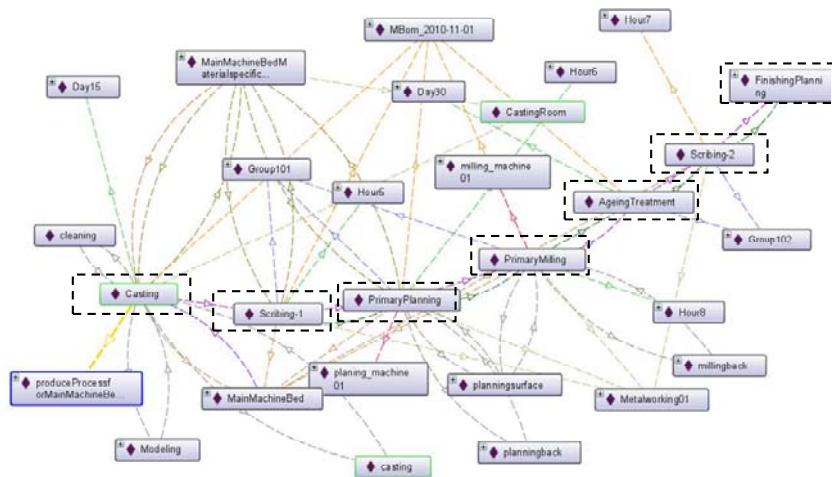 MBom_2010-11-01
Hour7
MainMachineBedM
aterialspecific...
Hour6
FinishingPlanni
ng
Day15
Day30
CastingRoom
Scribing-2
Group101
milling_machine
01
Hour5
AgeingTreatment
cleaning
Group102
PrimaryMilling
Casting
PrimaryPlanning
Scribing-1
Hour8
millingback
produceProcessf
orMainMachineBe...
MainMachineBed
planing_machine
01
planningsurface
Metalworking01
Modeling
planningback
casting